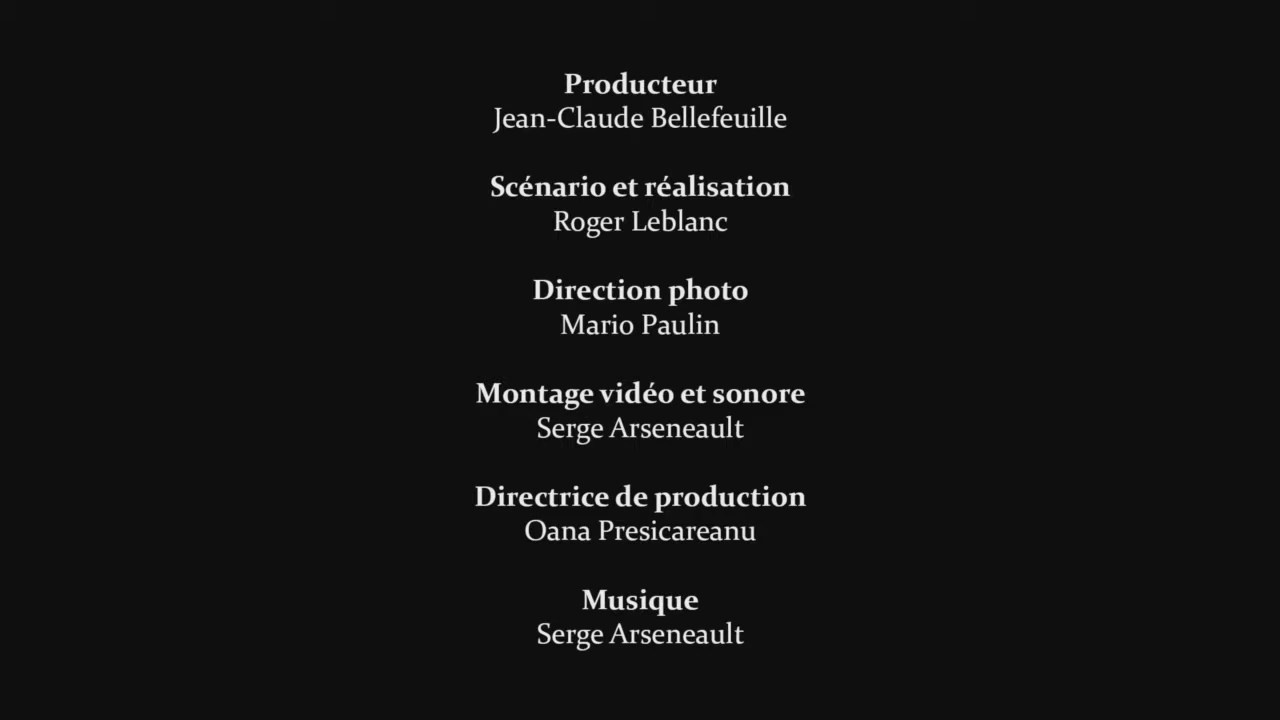 Producteur
Jean-Claude Bellefeuille
Scénario et réalisation
Roger Leblanc
Direction photo
Mario Paulin
Montage vidéo et sonore
Serge Arseneault
Directrice de production
Oana Presicareanu
Musique
Serge Arseneault